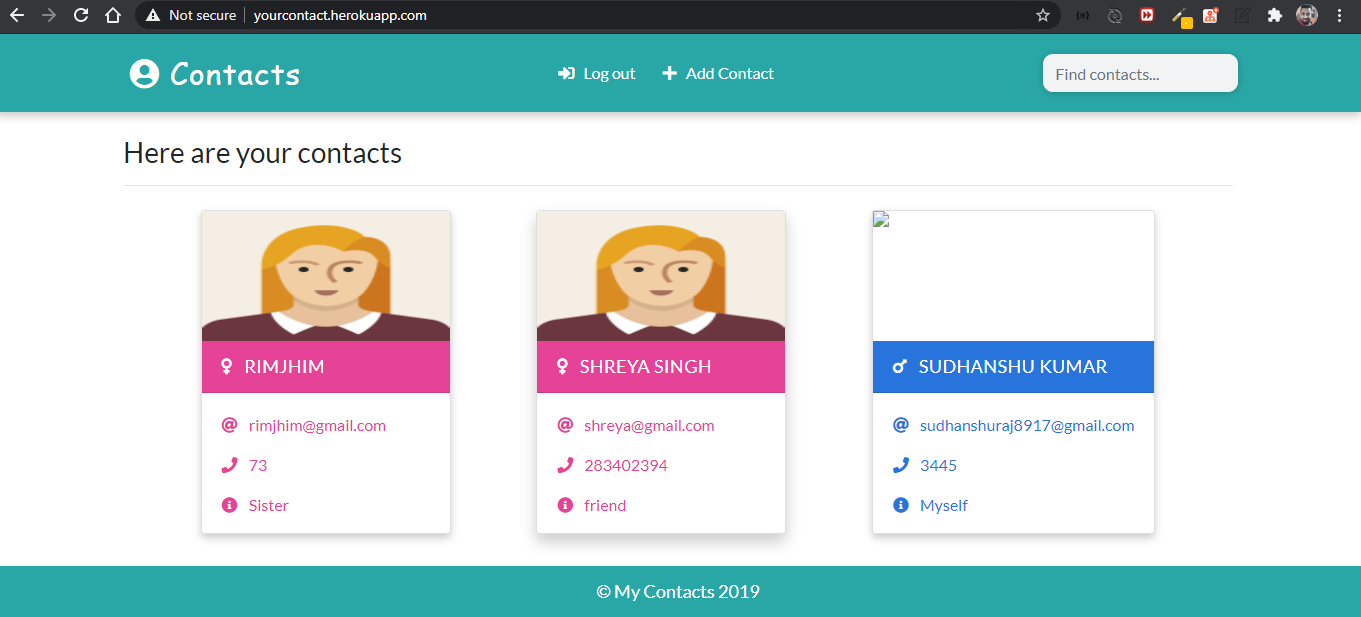 Not secure yourcontact.herokuapp.com
Contacts
Log out
Add Contact
Find contacts...
Here are your contacts
RIMJHIM
rimjhim@gmail.com
73
Sister
SHREYA SINGH
shreya@gmail.com
283402394
friend
SUDHANSHU KUMAR
sudhanshuraj8917@gmail.com
3445
Myself
© My Contacts 2019